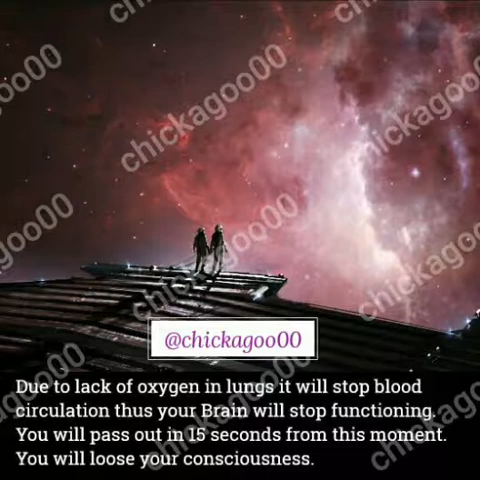 chickagoo00
@chickagoo00
Due to lack of oxygen in lungs it will stop blood
circulation thus your Brain will stop functioning.
You will pass out in 15 seconds from this moment.
You will loose your consciousness.